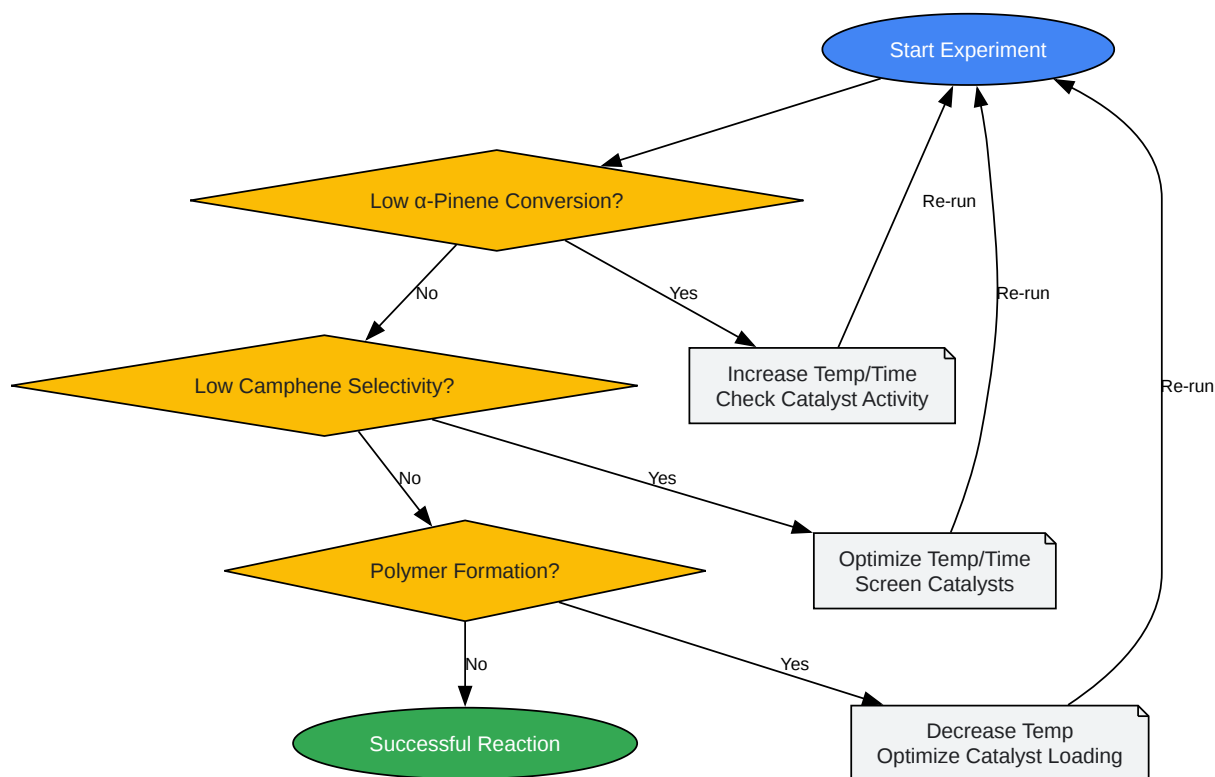 Start Experiment
Low α-Pinene Conversion?
Re-run
No
Yes
Re-run
Increase Temp/Time
Check Catalyst Activity
Low Camphene Selectivity?
Re-run
No
Yes
Optimize Temp/Time
Screen Catalysts
Polymer Formation?
No
Yes
Successful Reaction
Decrease Temp
Optimize Catalyst Loading